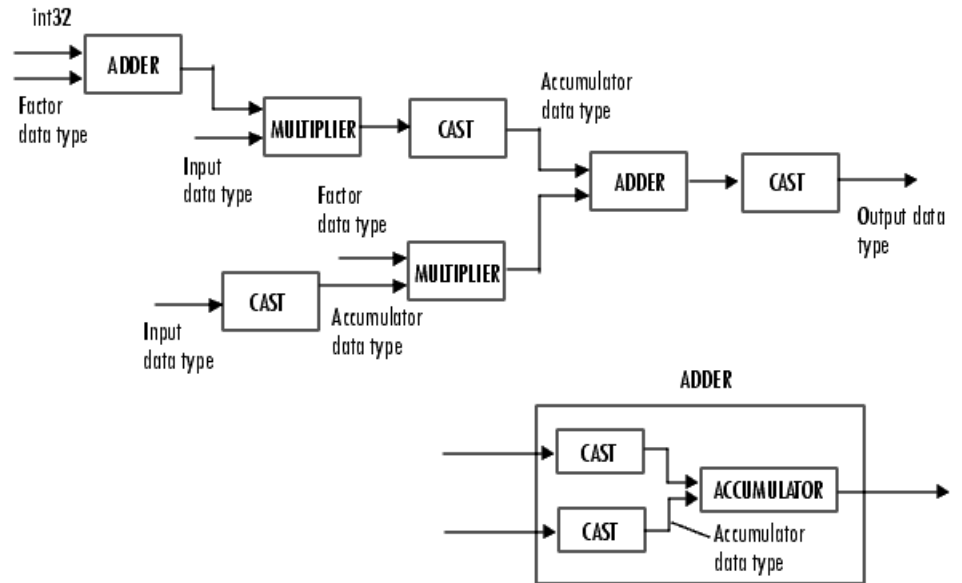 int32
ADDER
Factor
data type
MULTIPLIER
Input
data type
CAST
Accumulator
data type
ADDER
CAST
Output data
type
Factor
data type
MULTIPLIER
CAST
Input
data type
Accumulator
data type
ADDER
CAST
ACCUMULATOR
CAST
Accumulator
data type